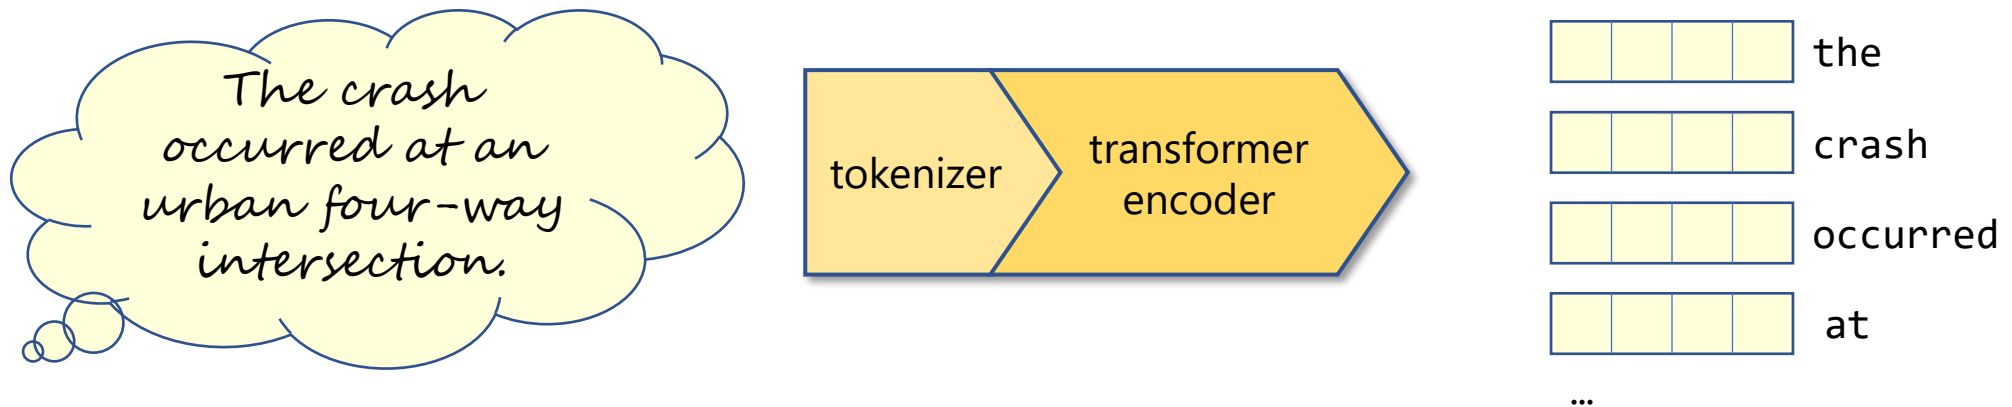 The crash
occurred at an
urban four-way
intersection.
tokenizer
transformer
encoder
the
crash
occurred
at
…